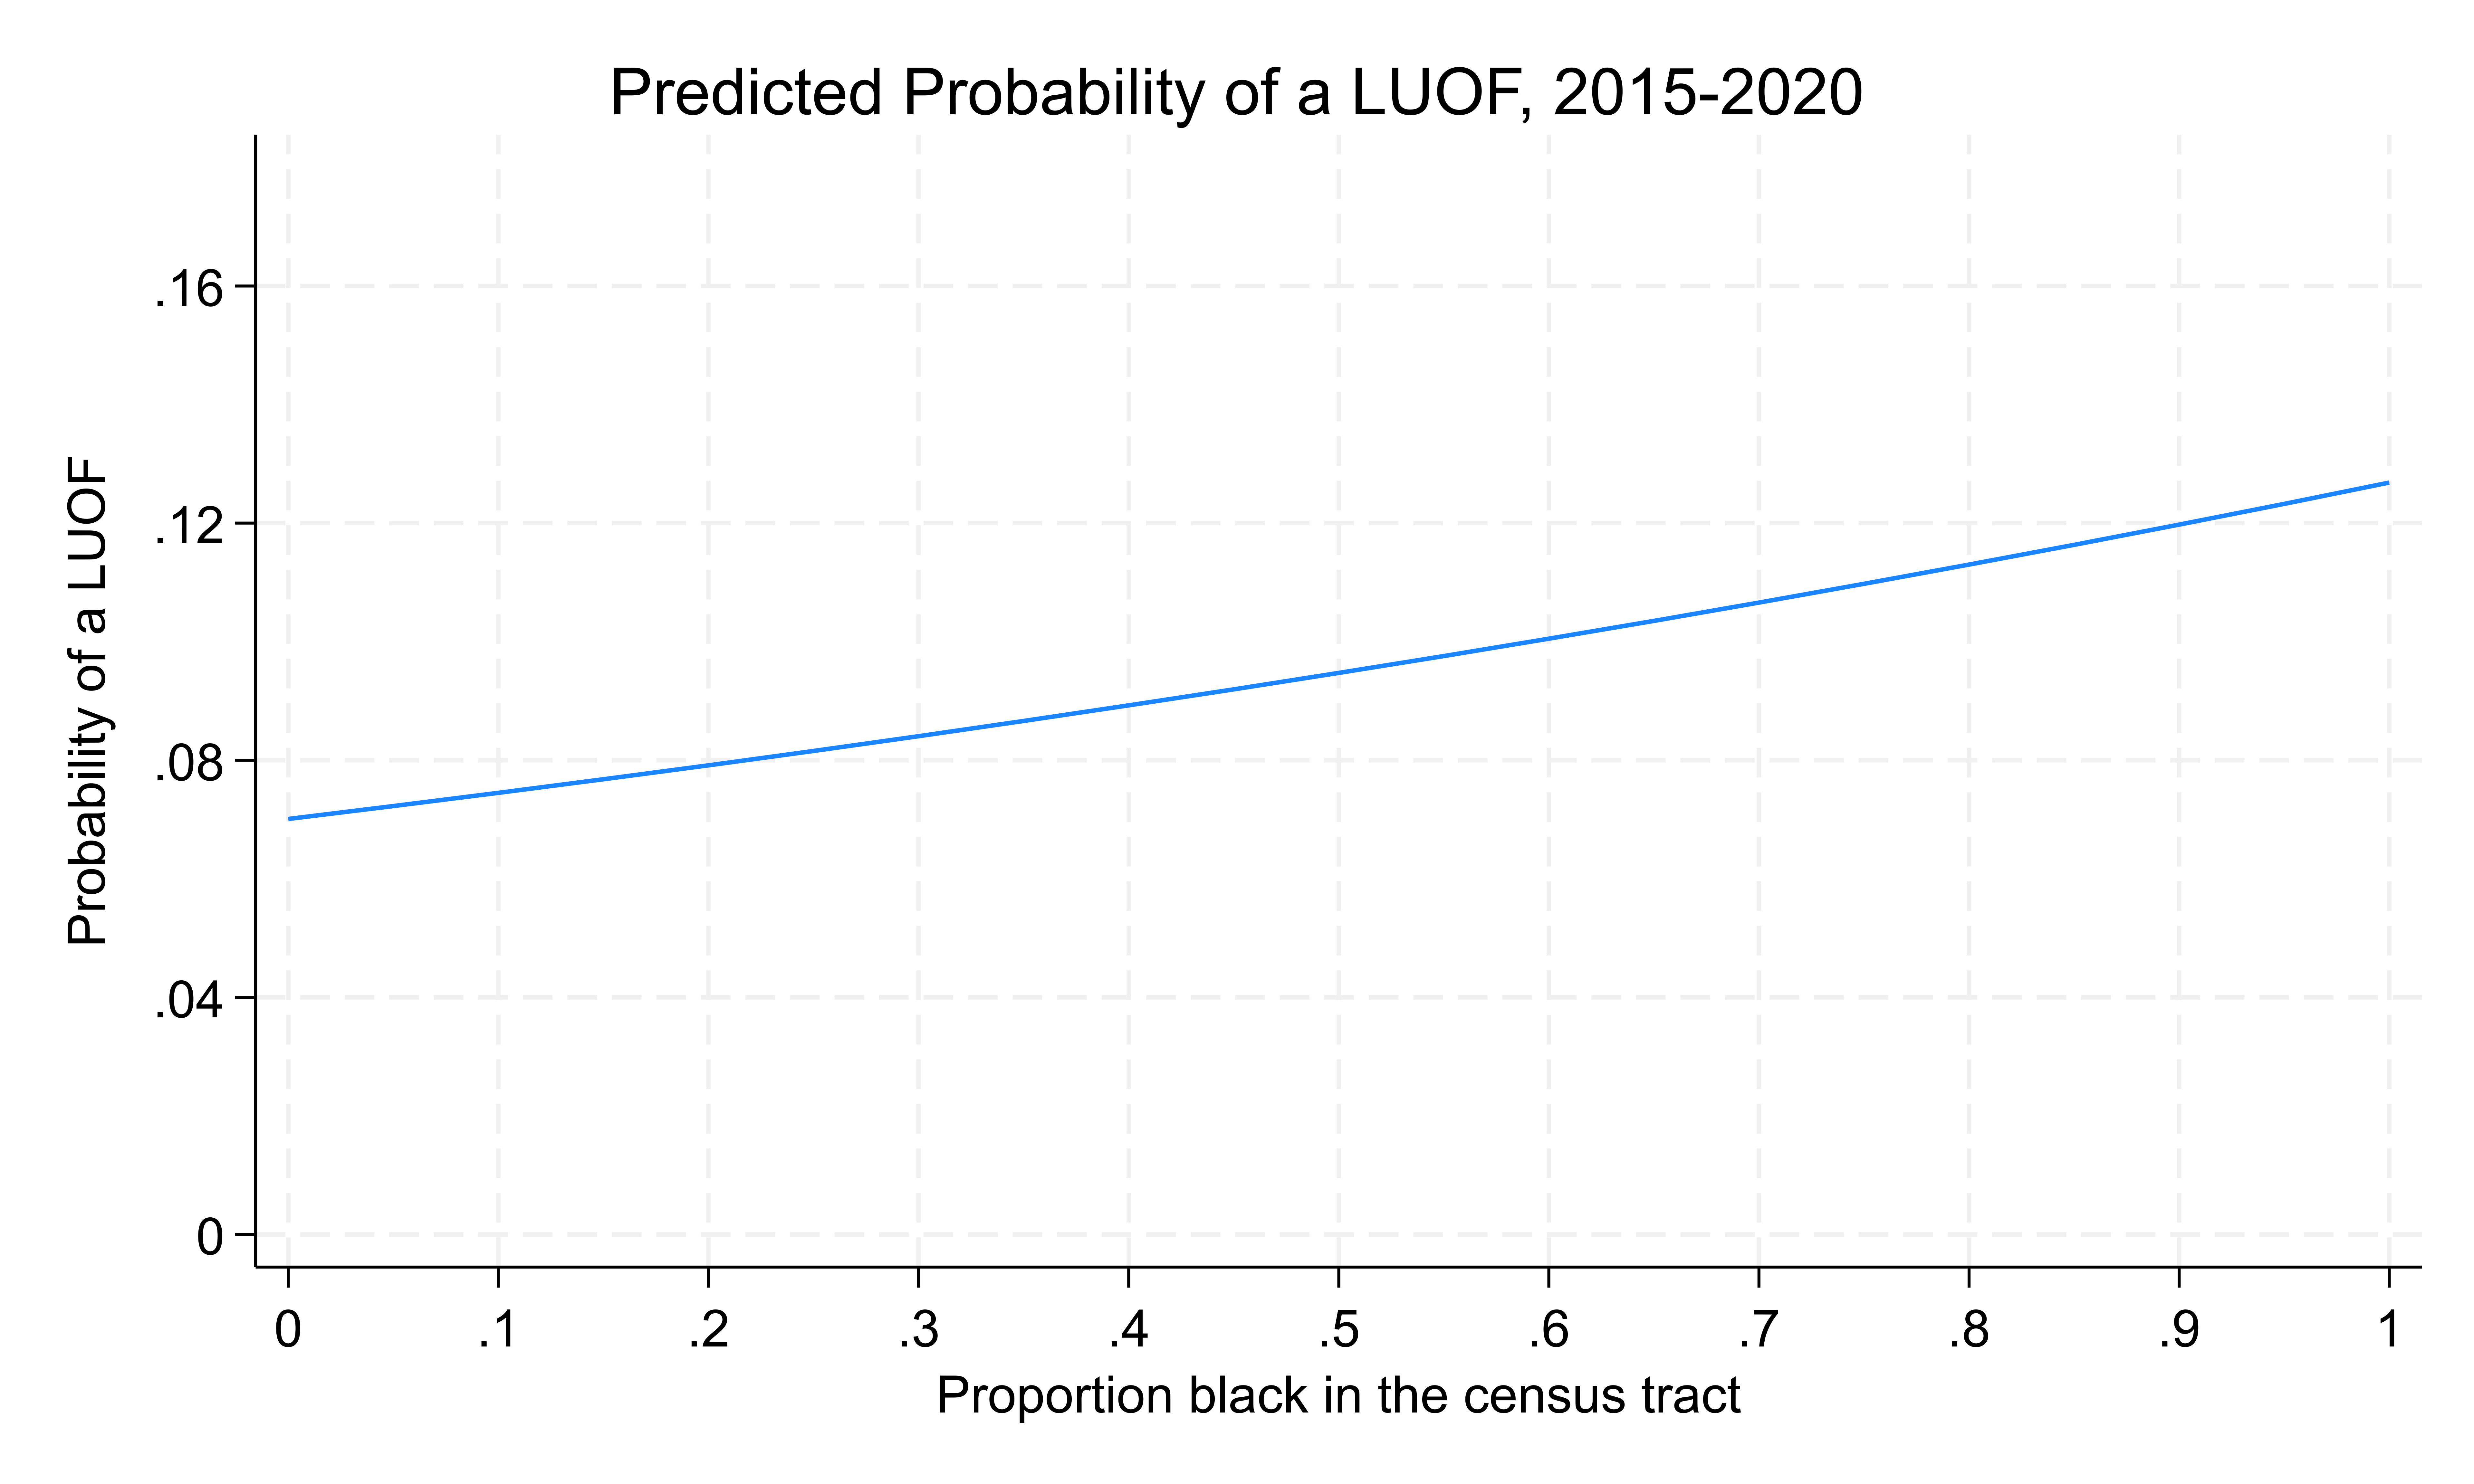 Predicted Probability of a LUOF, 2015-2020
Probability of a LUOF
.16
.12
.08
.04
0
0 .1 .2 .3 .4 .5 .6 .7 .8 .9 1
Proportion black in the census tract